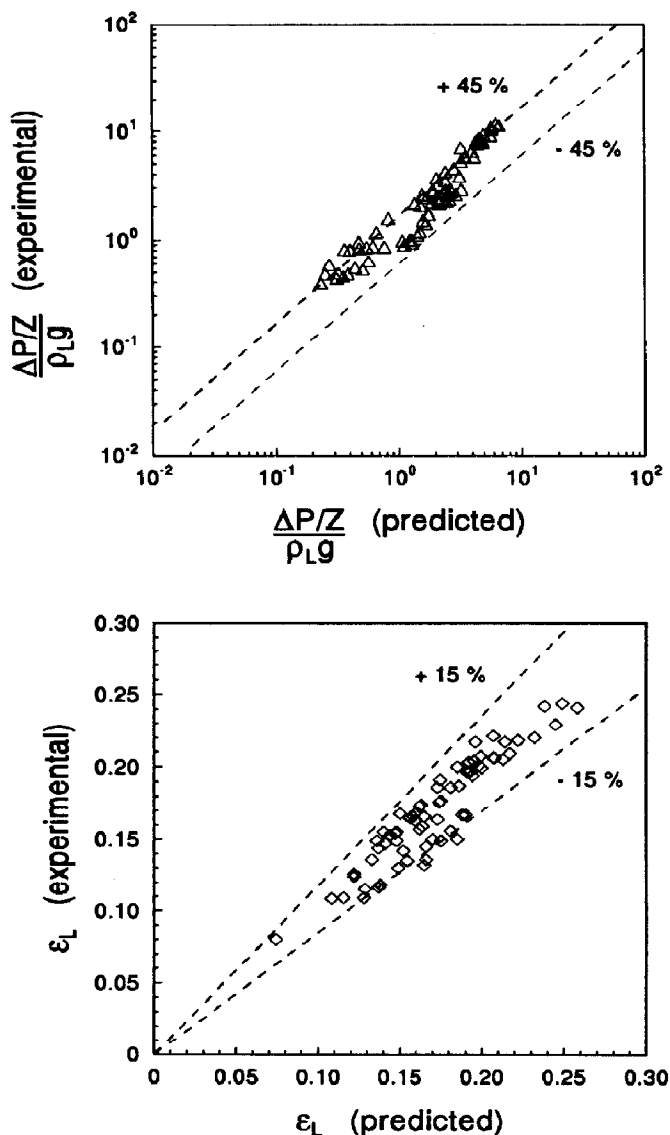 10²
10¹
10⁰
10⁻¹
10⁻²
ΔP/Z
ρLg
(experimental)
+ 45 %
- 45 %
10⁻²
10⁻¹
10⁰
10¹
10²
ΔP/Z (predicted)
ρLg
0.30
0.25
0.20
0.15
0.10
0.05
0
εL (experimental)
+ 15 %
- 15 %
0
0.05
0.10
0.15
0.20
0.25
0.30
εL (predicted)